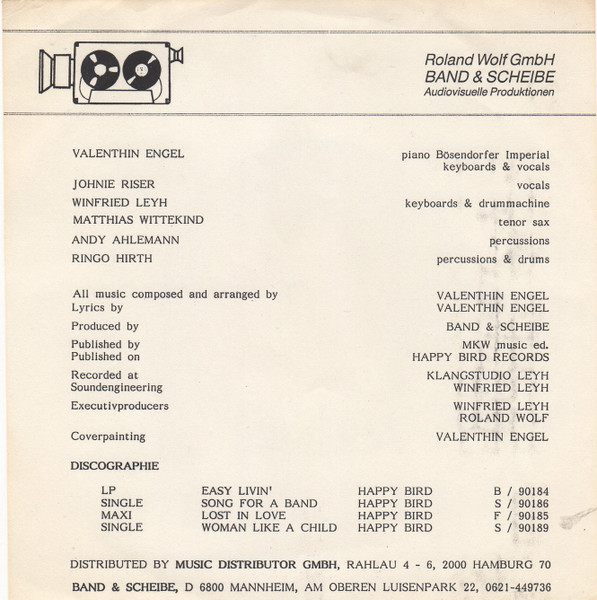 Roland Wolf GmbH
BAND & SCHEIBE
Audiovisuelle Produktionen
VALENTHIN ENGEL piano Bösendorfer Imperial
keyboards & vocals
JOHNIE RISER vocals
WINFRIED LEYH keyboards & drummachine
MATTHIAS WITTEKIND tenor sax
ANDY AHLEMANN percussions
RINGO HIRTH percussions & drums
All music composed and arranged by VALENTHIN ENGEL
Lyrics by VALENTHIN ENGEL
Produced by BAND & SCHEIBE
Published by MKW music ed.
Published on HAPPY BIRD RECORDS
Recorded at KLANGSTUDIO LEYH
Soundengineering WINFRIED LEYH
Executivproducers WINFRIED LEYH
ROLAND WOLF
Coverpainting VALENTHIN ENGEL
DISCOGRAPHIE
LP EASY LIVIN' HAPPY BIRD B / 90184
SINGLE SONG FOR A BAND HAPPY BIRD S / 90186
MAXI LOST IN LOVE HAPPY BIRD F / 90185
SINGLE WOMAN LIKE A CHILD HAPPY BIRD S / 90189
DISTRIBUTED BY MUSIC DISTRIBUTOR GMBH, RAHLAU 4 - 6, 2000 HAMBURG 70
BAND & SCHEIBE, D 6800 MANNHEIM, AM OBEREN LUISENPARK 22, 0621-449736